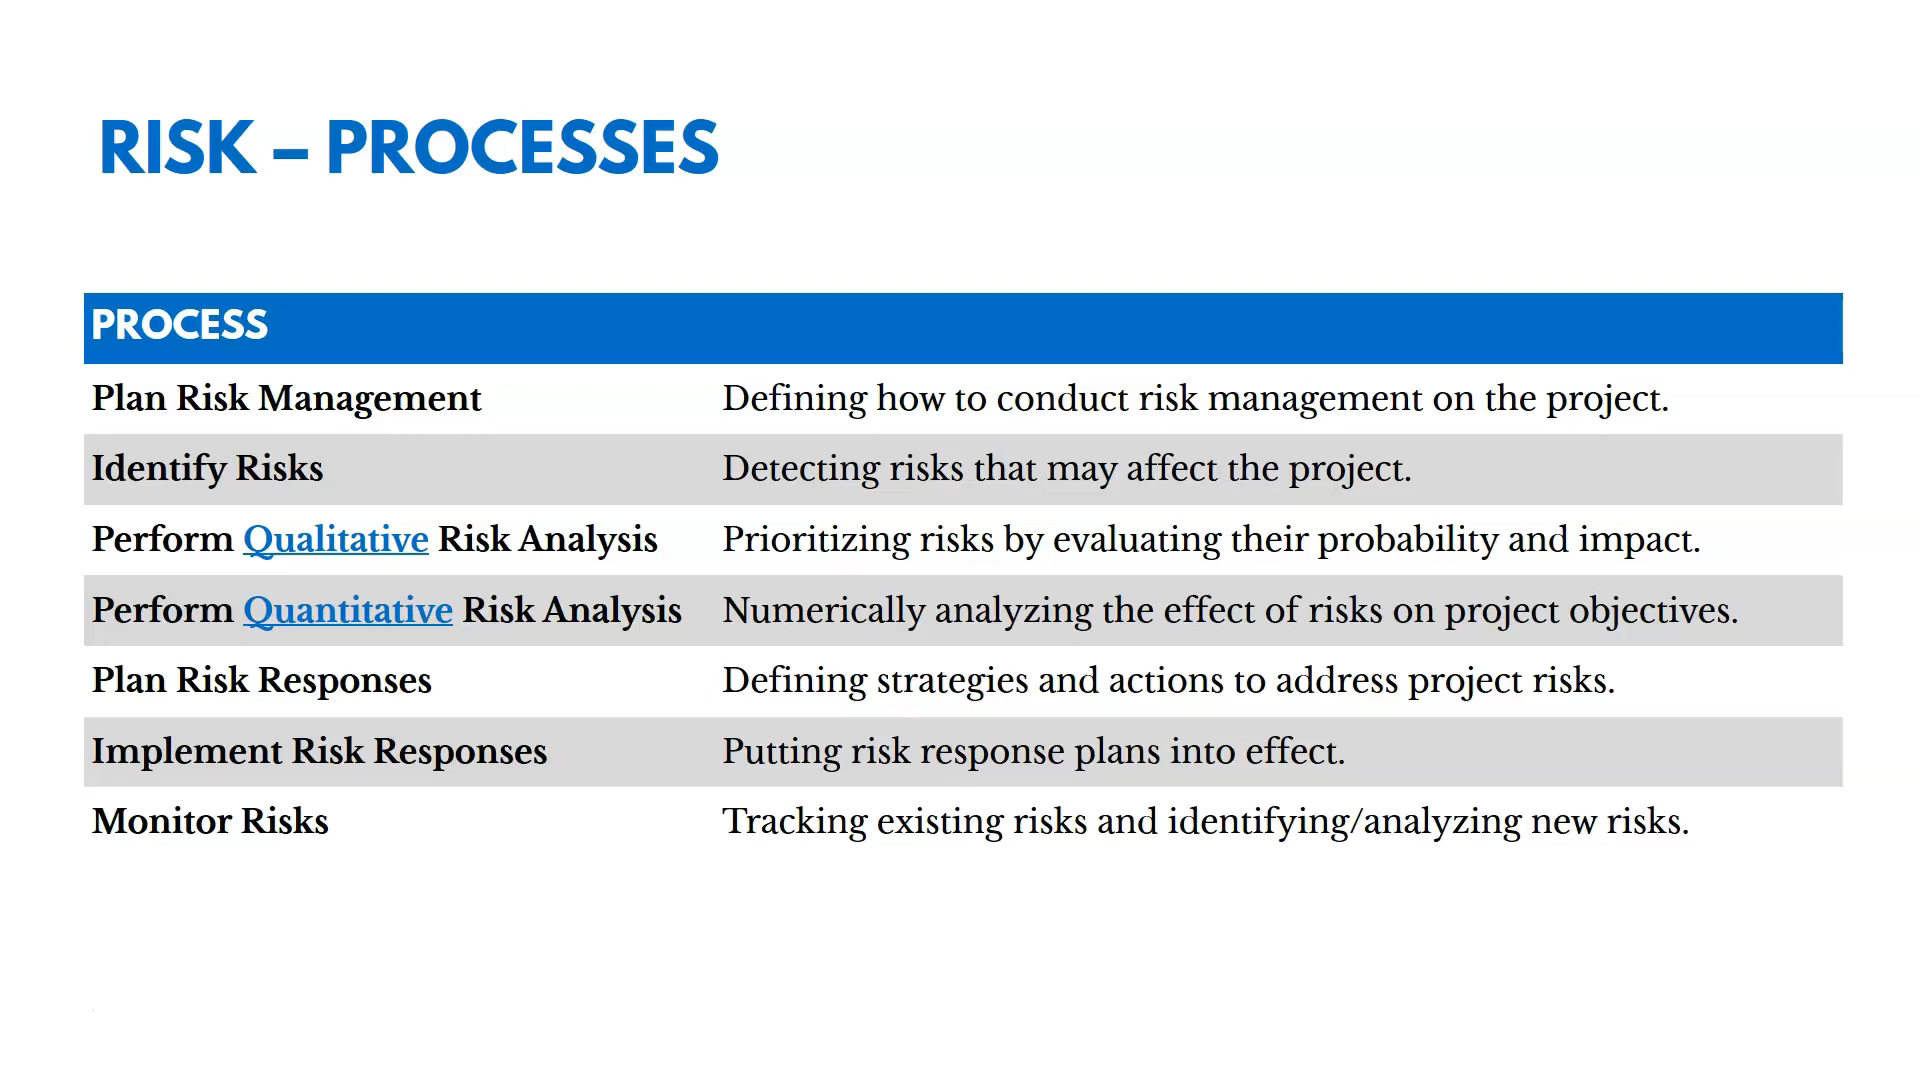 RISK – PROCESSES
PROCESS
Plan Risk Management Defining how to conduct risk management on the project.
Identify Risks Detecting risks that may affect the project.
Perform Qualitative Risk Analysis Prioritizing risks by evaluating their probability and impact.
Perform Quantitative Risk Analysis Numerically analyzing the effect of risks on project objectives.
Plan Risk Responses Defining strategies and actions to address project risks.
Implement Risk Responses Putting risk response plans into effect.
Monitor Risks Tracking existing risks and identifying/analyzing new risks.